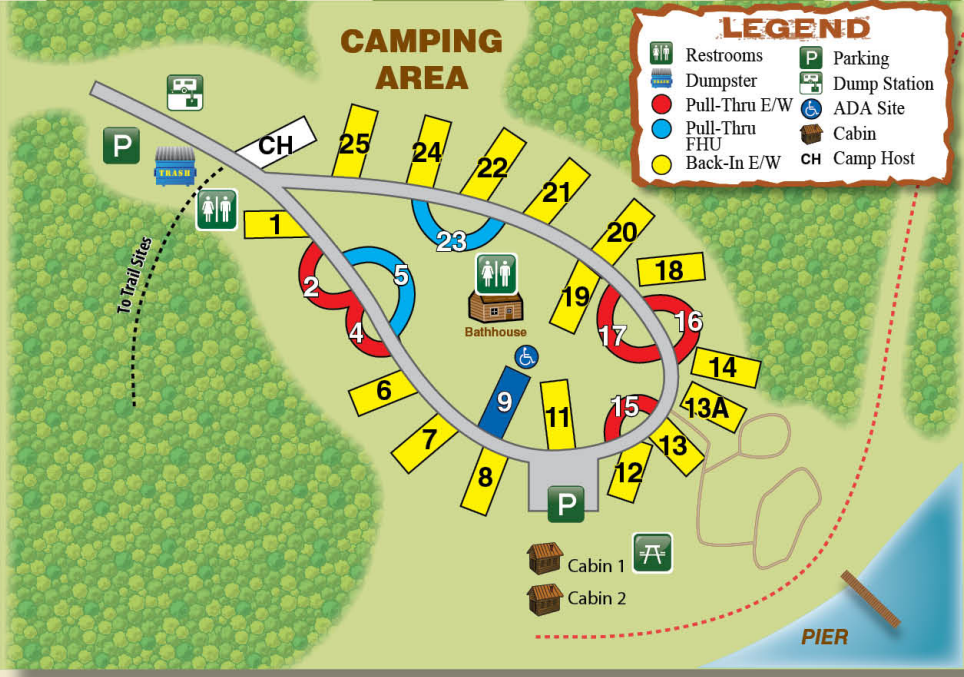 CAMPING
AREA
LEGEND
Restrooms
Dumpster
Pull-Thru E/W
Pull-Thru
FHU
Back-In E/W
P
Parking
Dump Station
ADA Site
Cabin
CH
Camp Host
P
TRASH
CH
25
24
22
21
20
19
18
17
16
14
13A
15
13
12
11
9
8
7
6
4
5
2
1
23
Bathhouse
To Trail Sites
P
Cabin 1
Cabin 2
PIER